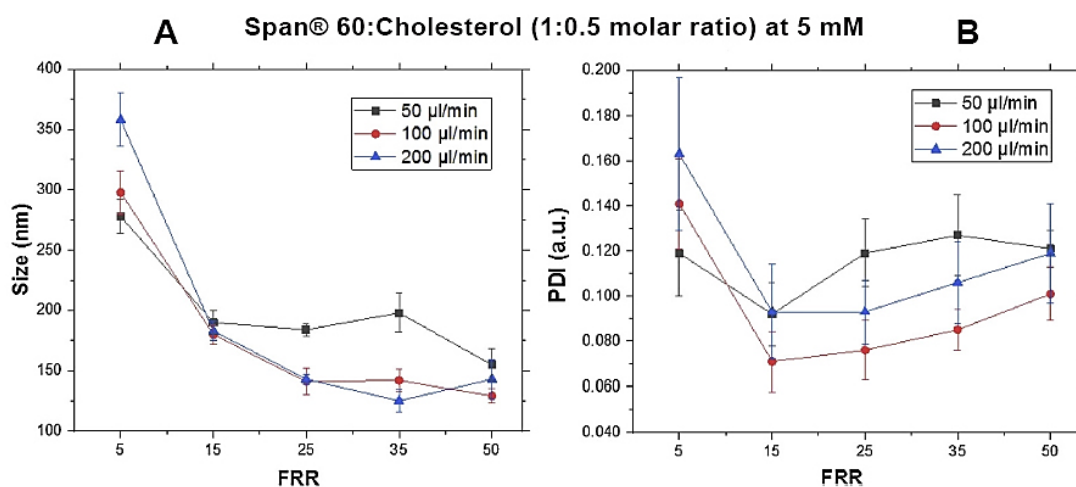 A
Span® 60:Cholesterol (1:0.5 molar ratio) at 5 mM
B
400
350
300
250
200
150
100
Size (nm)
50 µl/min
100 µl/min
200 µl/min
5 15 25 35 50
FRR
0.200
0.180
0.160
0.140
0.120
0.100
0.080
0.060
0.040
PDI (a.u.)
50 µl/min
100 µl/min
200 µl/min
5 15 25 35 50
FRR